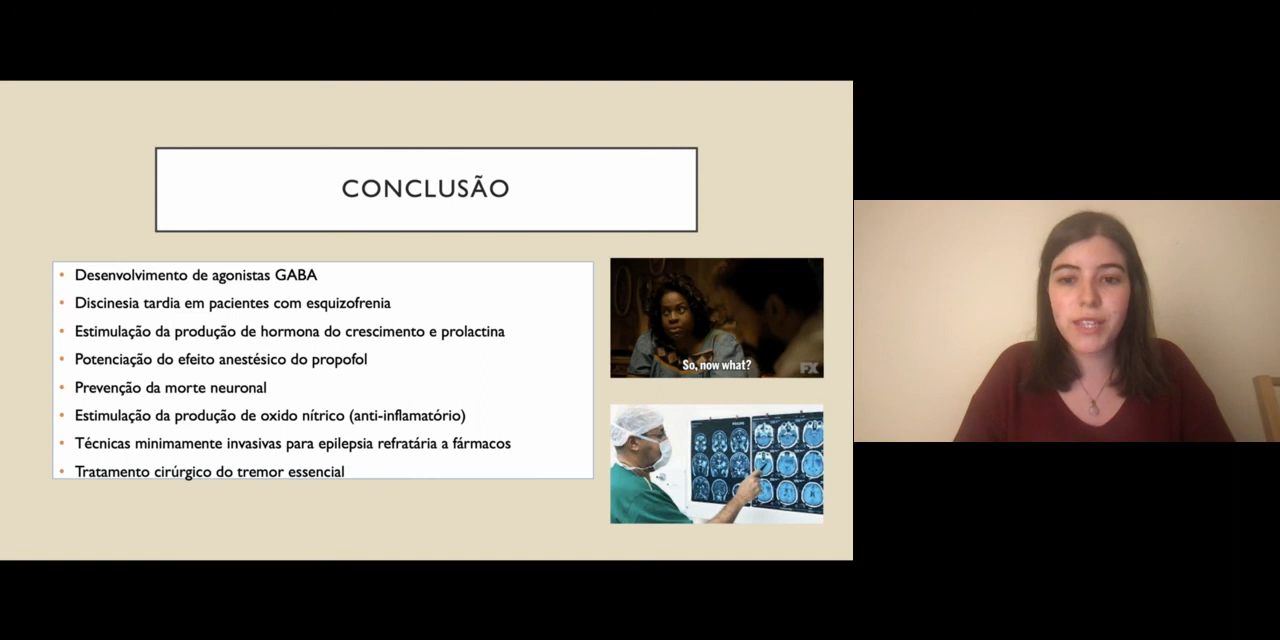 CONCLUSÃO
Desenvolvimento de agonistas GABA
Discinesia tardia em pacientes com esquizofrenia
Estimulação da produção de hormona do crescimento e prolactina
Potenciação do efeito anestésico do propofol
Prevenção da morte neuronal
Estimulação da produção de oxido nítrico (anti-inflamatório)
Técnicas minimamente invasivas para epilepsia refratária a fármacos
Tratamento cirúrgico do tremor essencial
So, now what?
FX
PHILIPS